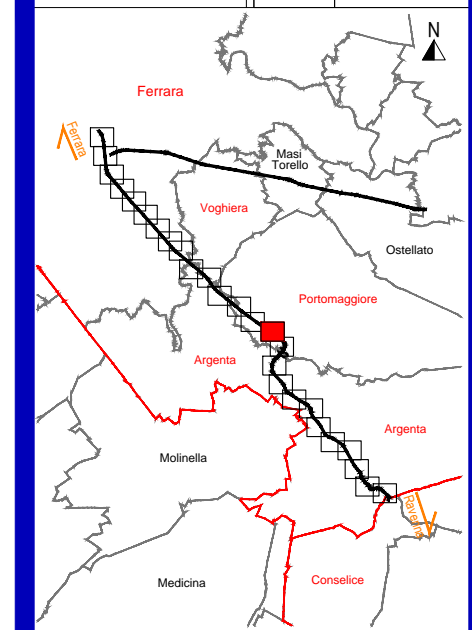 N
Ferrara
Ferrara
Masi
Torello
Voghiera
Ostellato
Portomaggiore
Argenta
Argenta
Molinella
Ravenna
Medicina
Conselice